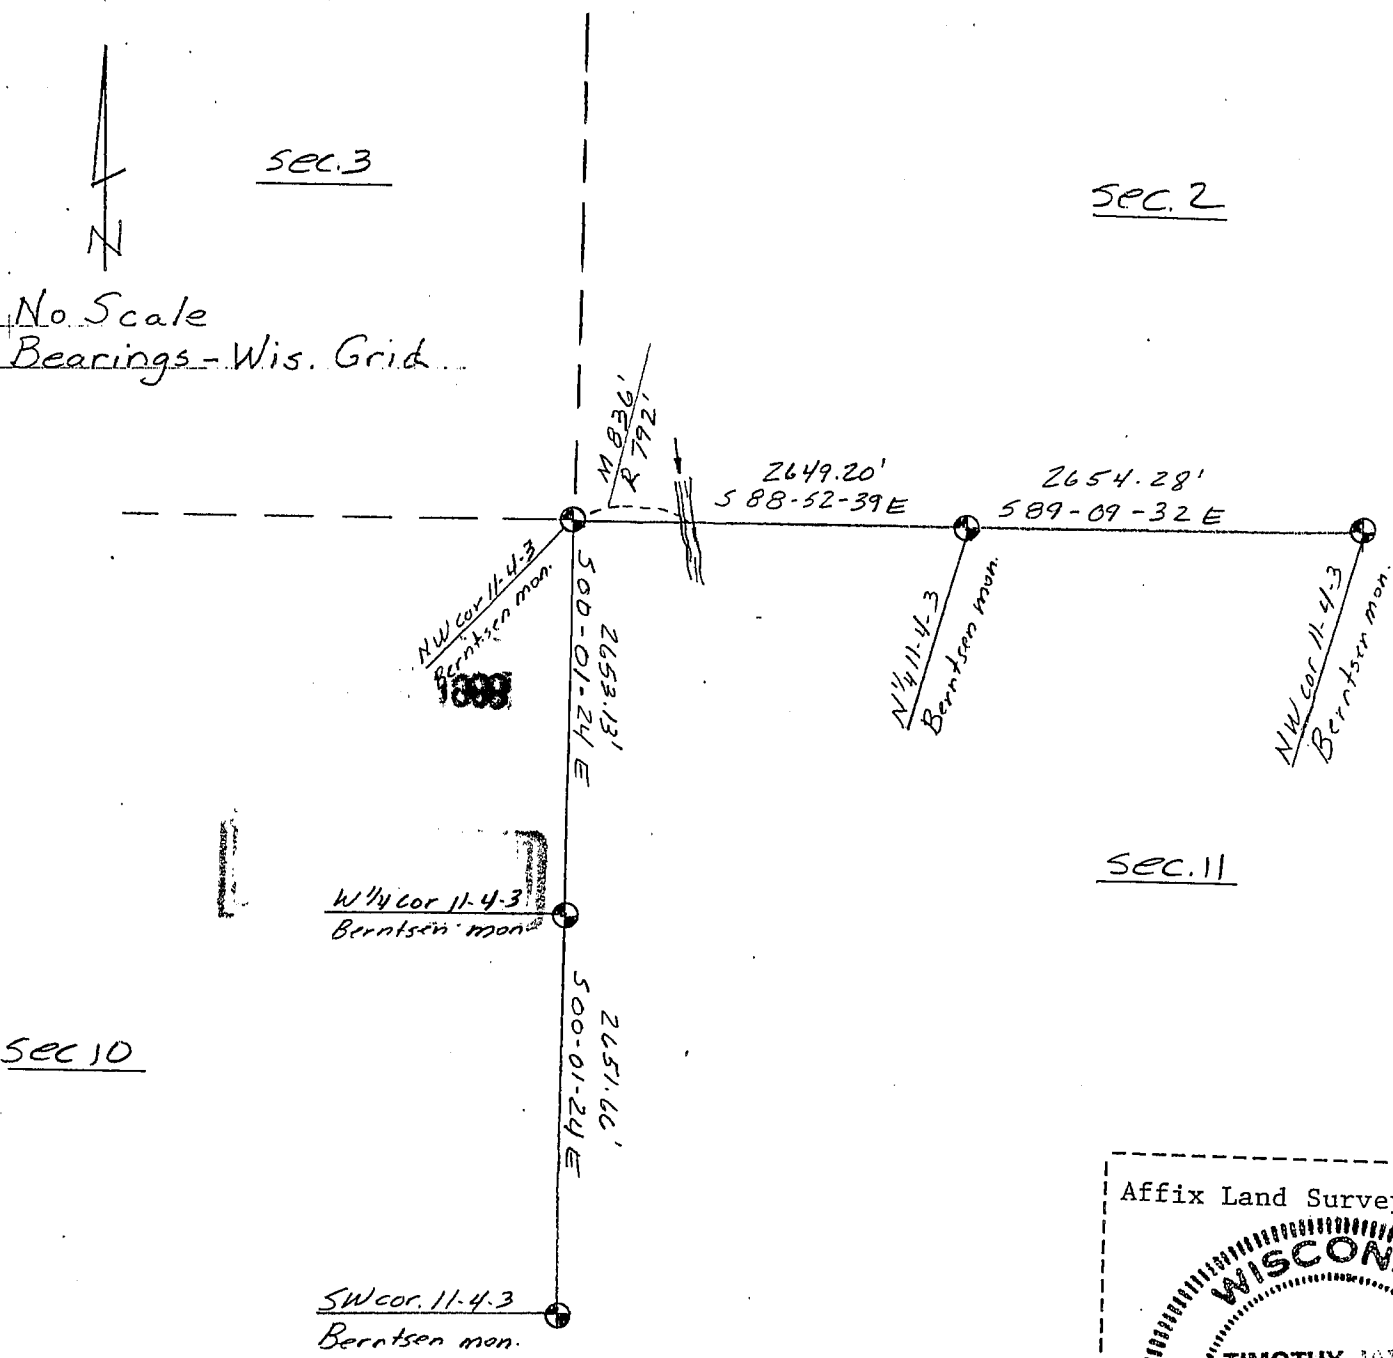 sec.3
sec. 2
N
No Scale
Bearings - Wis. Grid
M 836'
R 792'
2649.20'
S 88-52-39 E
2654.28'
S 89-09-32 E
NW cor 11-4-3
Berntsen mon.
N 1/4 11-4-3
Berntsen mon.
NW cor 11-4-3
Berntsen mon.
2653.13'
S 00-01-24 E
W 1/4 cor 11-4-3
Berntsen mon
sec. 11
sec 10
2651.66'
S 00-01-24 E
SW cor. 11-4-3
Berntsen mon.
Affix Land Surve
WISCON
TIMOTHY